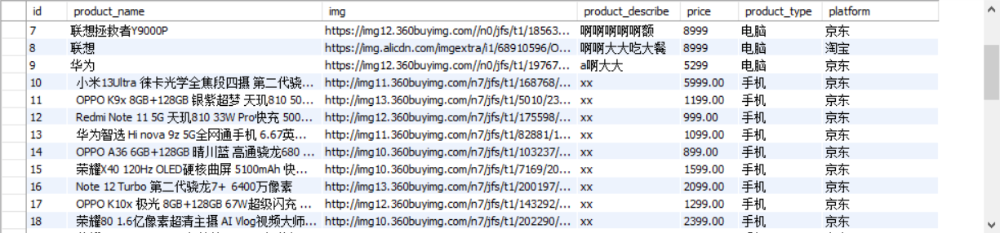 id product_name img product_describe price product_type platform
7 联想拯救者Y9000P https://img12.360buyimg.com//n0/jfs/t1/18563... 啊啊啊啊啊额 8999 电脑 京东
8 联想 https://img.alicdn.com/imgextra/i1/68910596/O... 啊啊大大吃大餐 8999 电脑 淘宝
9 华为 https://img12.360buyimg.com//n0/jfs/t1/19767... a啊大大 5299 电脑 京东
10 小米13Ultra 徕卡光学全焦段四摄 第二代骁... http://img11.360buyimg.com/n7/jfs/t1/168768/... xx 5999.00 手机 京东
11 OPPO K9x 8GB+128GB 银紫超梦 天玑810 50... http://img13.360buyimg.com/n7/jfs/t1/5010/23... xx 1199.00 手机 京东
12 Redmi Note 11 5G 天玑810 33W Pro快充 500... http://img12.360buyimg.com/n7/jfs/t1/175598/... xx 999.00 手机 京东
13 华为智选 Hi nova 9z 5G全网通手机 6.67英... http://img11.360buyimg.com/n7/jfs/t1/82881/1... xx 1099.00 手机 京东
14 OPPO A36 6GB+128GB 晴川蓝 高通骁龙680 ... http://img10.360buyimg.com/n7/jfs/t1/103237/... xx 899.00 手机 京东
15 荣耀X40 120Hz OLED硬核曲屏 5100mAh 快... http://img10.360buyimg.com/n7/jfs/t1/7169/20... xx 1599.00 手机 京东
16 Note 12 Turbo 第二代骁龙7+ 6400万像素 http://img13.360buyimg.com/n7/jfs/t1/200197/... xx 2099.00 手机 京东
17 OPPO K10x 极光 8GB+128GB 67W超级闪充 ... http://img12.360buyimg.com/n7/jfs/t1/143292/... xx 1299.00 手机 京东
18 荣耀80 1.6亿像素超清主摄 AI Vlog视频大师... http://img10.360buyimg.com/n7/jfs/t1/202290/... xx 2399.00 手机 京东